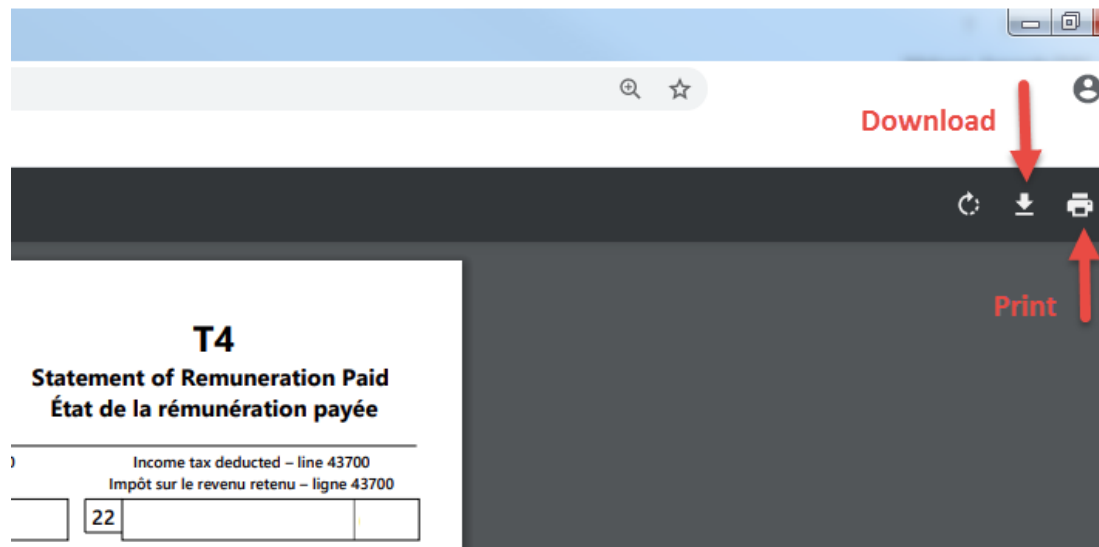 Download
Print
T4
Statement of Remuneration Paid
État de la rémunération payée
Income tax deducted – line 43700
Impôt sur le revenu retenu – ligne 43700
22